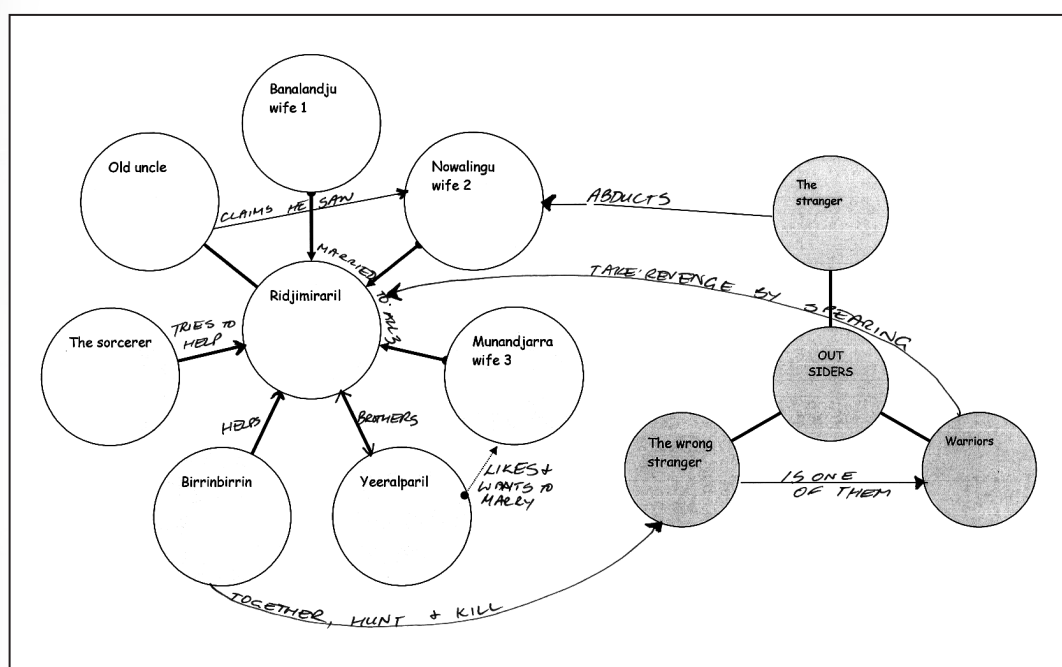 Banalandju
wife 1
Old uncle
Nowalingu
wife 2
The
stranger
CLAIMS HE SAW
ABDUCTS
MARRIED TO ALL 3
Ridjimiraril
TAKE REVENGE BY SPEARING
TRIES TO
HELP
The sorcerer
Munandjarra
wife 3
OUT
SIDERS
HELPS
BROTHERS
The wrong
stranger
Warriors
Birrinbirrin
Yeeralparil
LIKES &
WANTS TO
MARRY
IS ONE
OF THEM
TOGETHER, HUNT & KILL